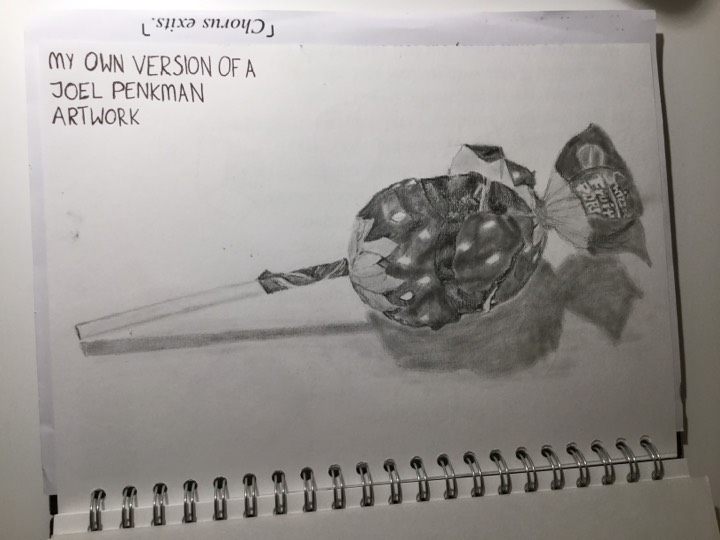 「Chorus exits.」
MY OWN VERSION OF A
JOEL PENKMAN
ARTWORK